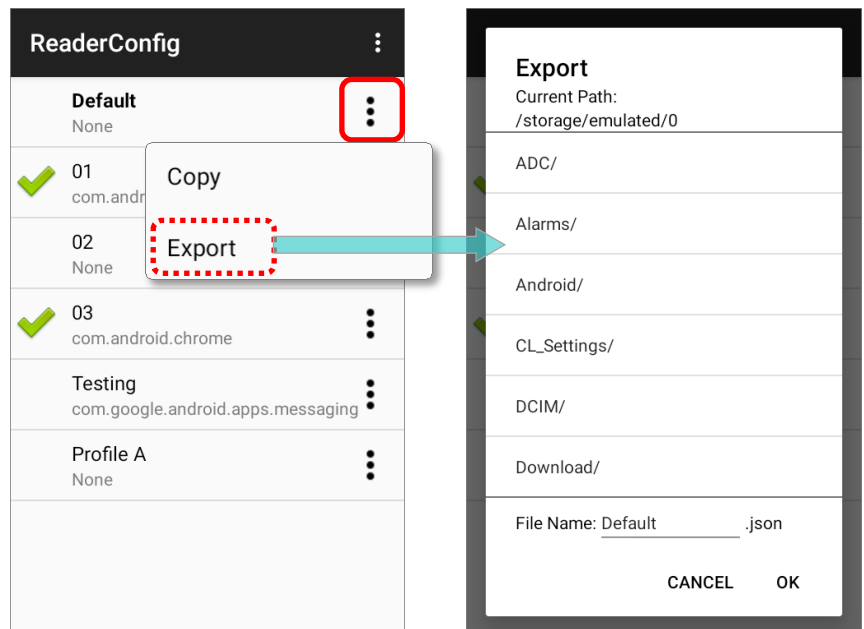 ReaderConfig
Default
None
01
com.andr
Copy
02
None
Export
03
com.android.chrome
Testing
com.google.android.apps.messaging
Profile A
None
Export
Current Path:
/storage/emulated/0
ADC/
Alarms/
Android/
CL_Settings/
DCIM/
Download/
File Name: Default .json
CANCEL OK